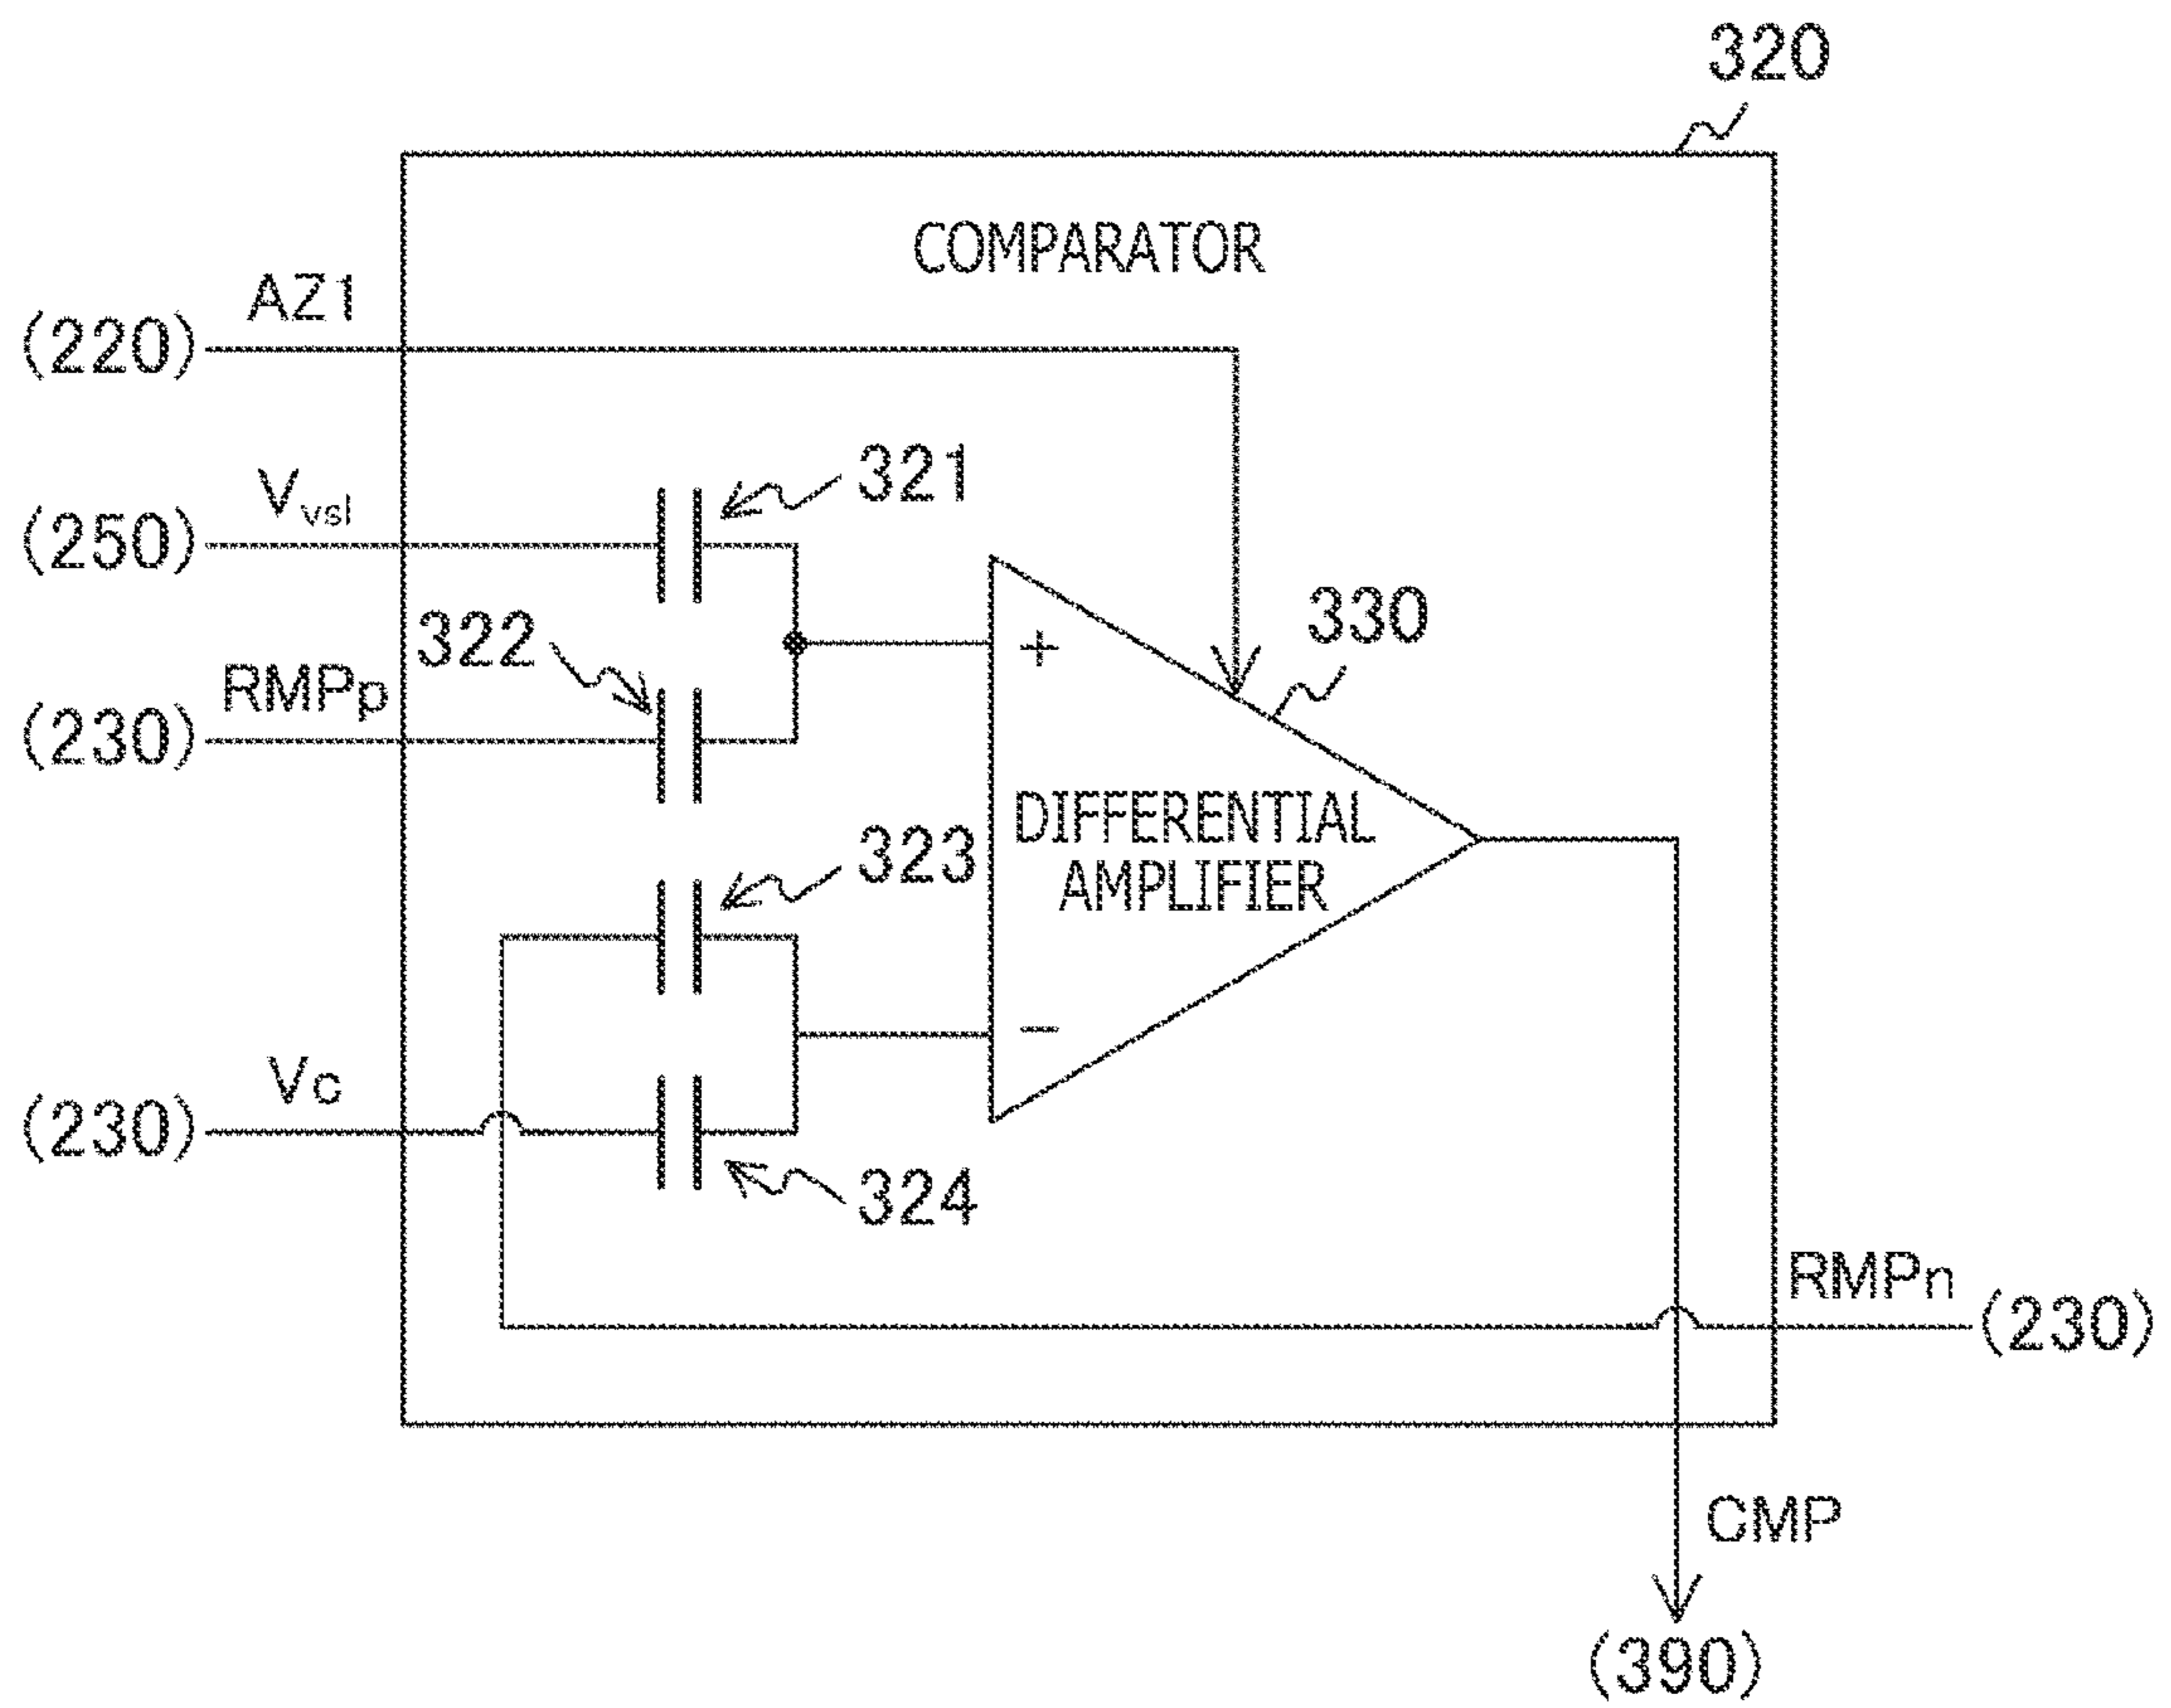 320
COMPARATOR
AZ1
(220)
321
Vvsl
(250)
322
330
RMPp
+
(230)
DIFFERENTIAL
AMPLIFIER
323
−
Vc
(230)
324
RMPn
(230)
CMP
(390)